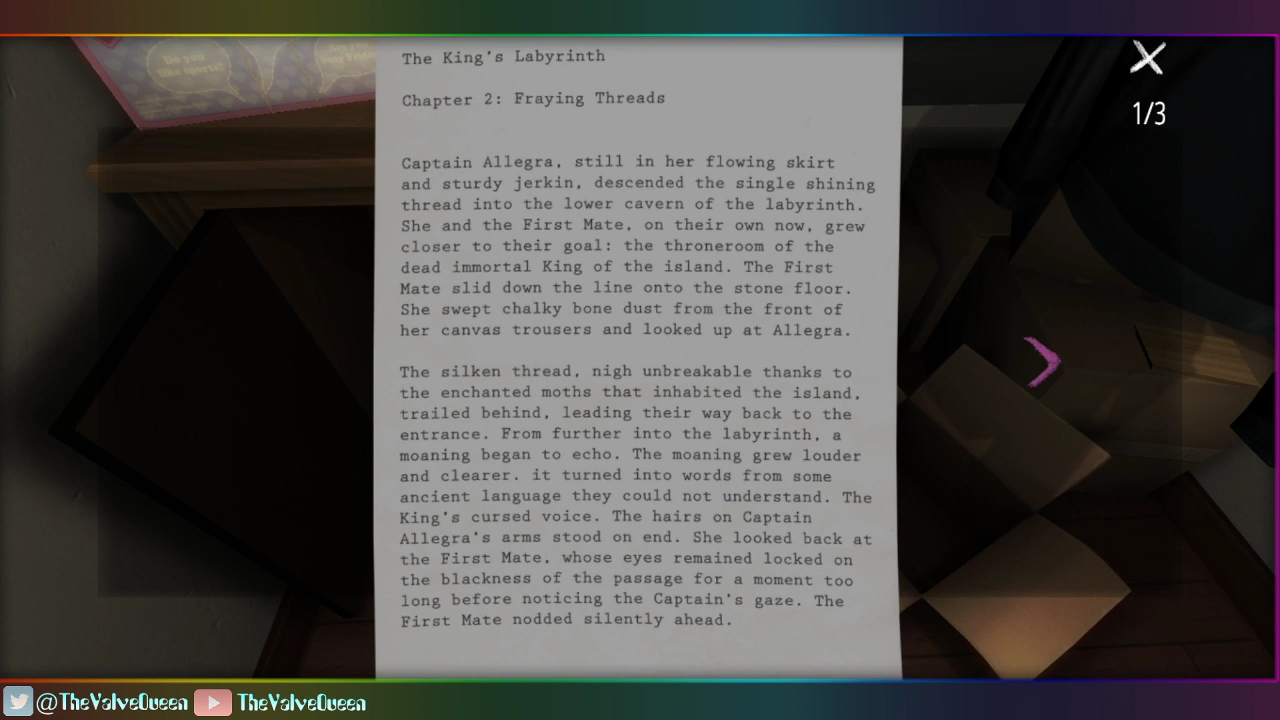 Do you
like sports?
The King's Labyrinth
1/3
Chapter 2: Fraying Threads
Captain Allegra, still in her flowing skirt
and sturdy jerkin, descended the single shining
thread into the lower cavern of the labyrinth.
She and the First Mate, on their own now, grew
closer to their goal: the throneroom of the
dead immortal King of the island. The First
Mate slid down the line onto the stone floor.
She swept chalky bone dust from the front of
her canvas trousers and looked up at Allegra.
The silken thread, nigh unbreakable thanks to
the enchanted moths that inhabited the island,
trailed behind, leading their way back to the
entrance. From further into the labyrinth, a
moaning began to echo. The moaning grew louder
and clearer. it turned into words from some
ancient language they could not understand. The
King's cursed voice. The hairs on Captain
Allegra's arms stood on end. She looked back at
the First Mate, whose eyes remained locked on
the blackness of the passage for a moment too
long before noticing the Captain's gaze. The
First Mate nodded silently ahead.
@TheValveQueen TheValveQueen